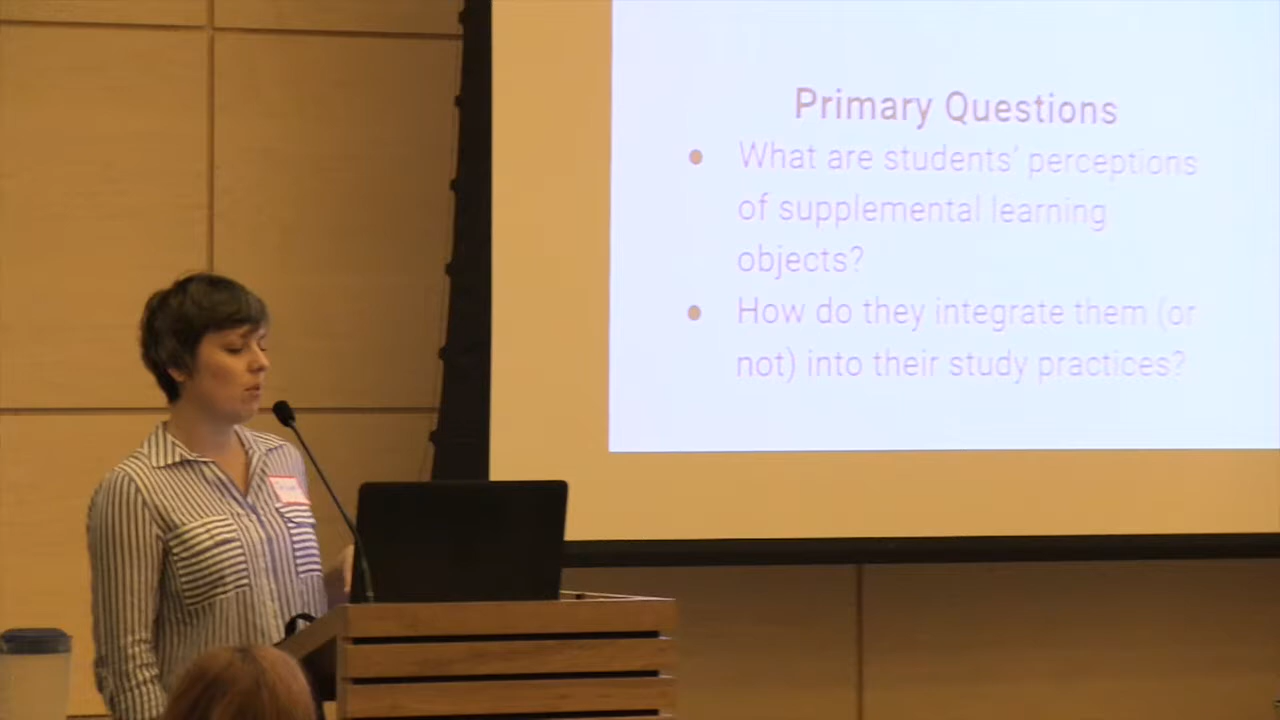 Primary Questions
What are students' perceptions
of supplemental learning
objects?
How do they integrate them (or
not) into their study practices?